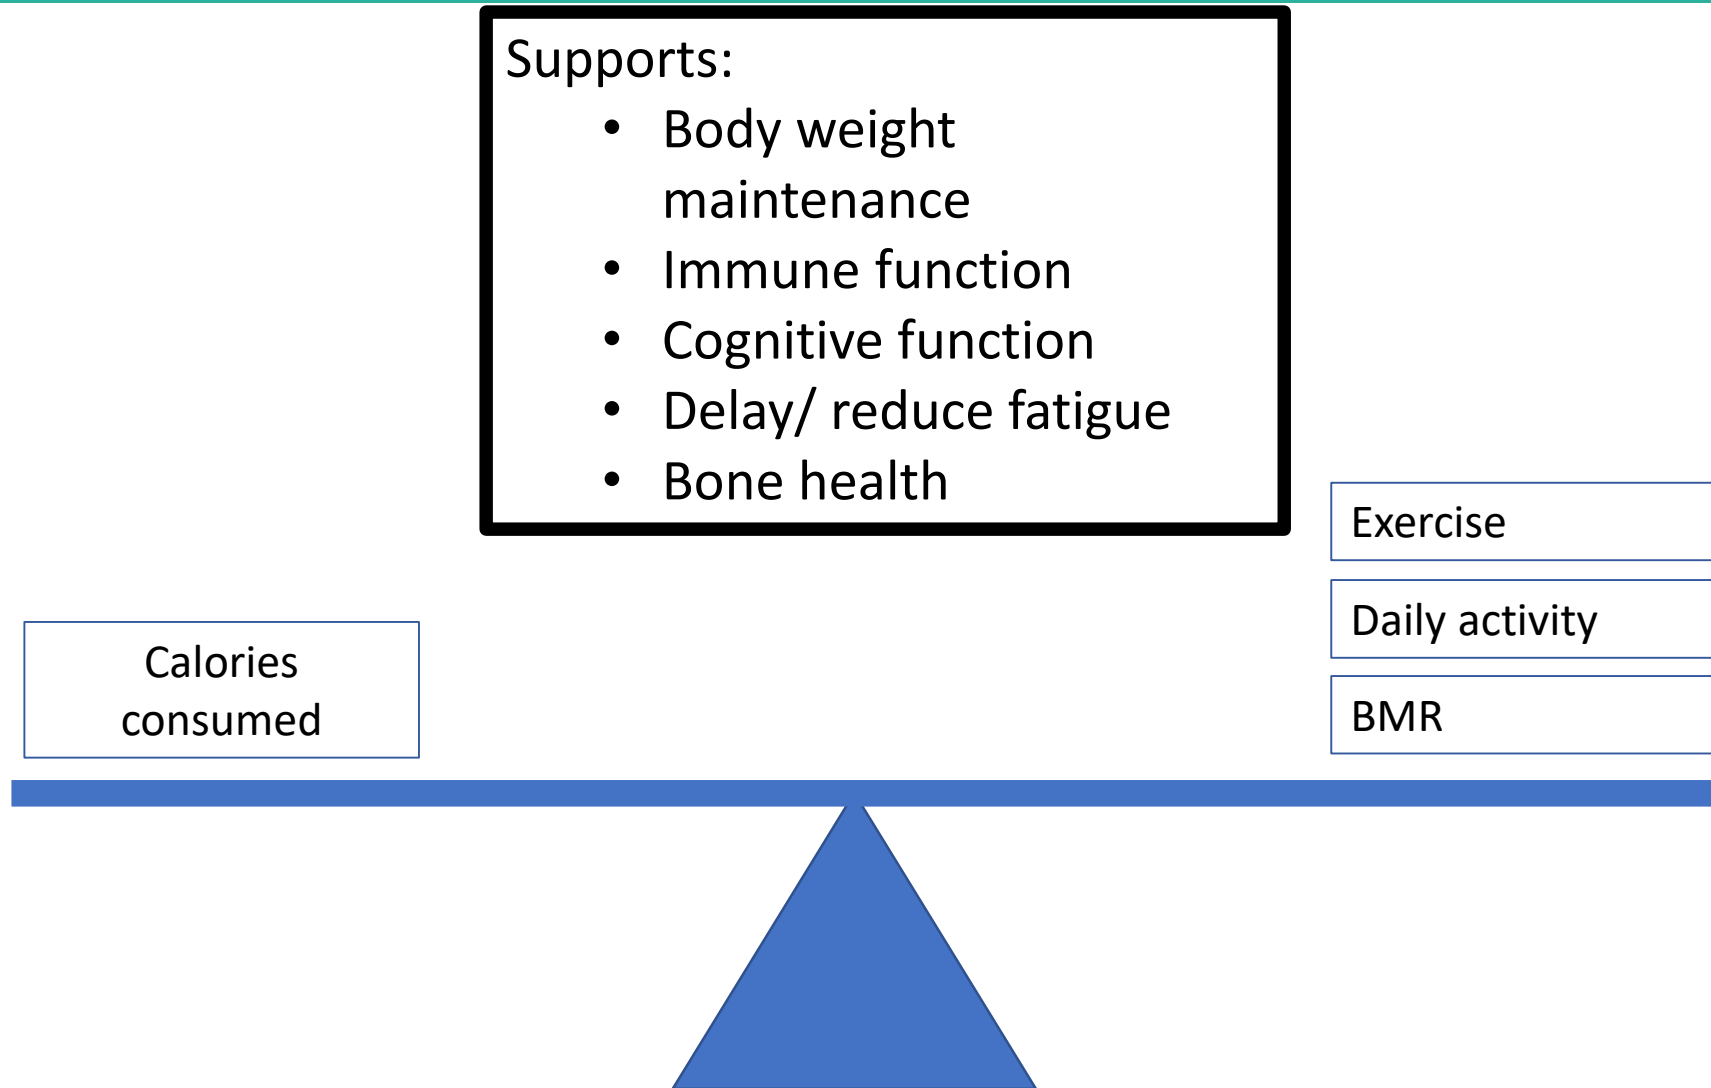 Supports:
• Body weight
maintenance
• Immune function
• Cognitive function
• Delay/ reduce fatigue
• Bone health
Exercise
Daily activity
BMR
Calories
consumed